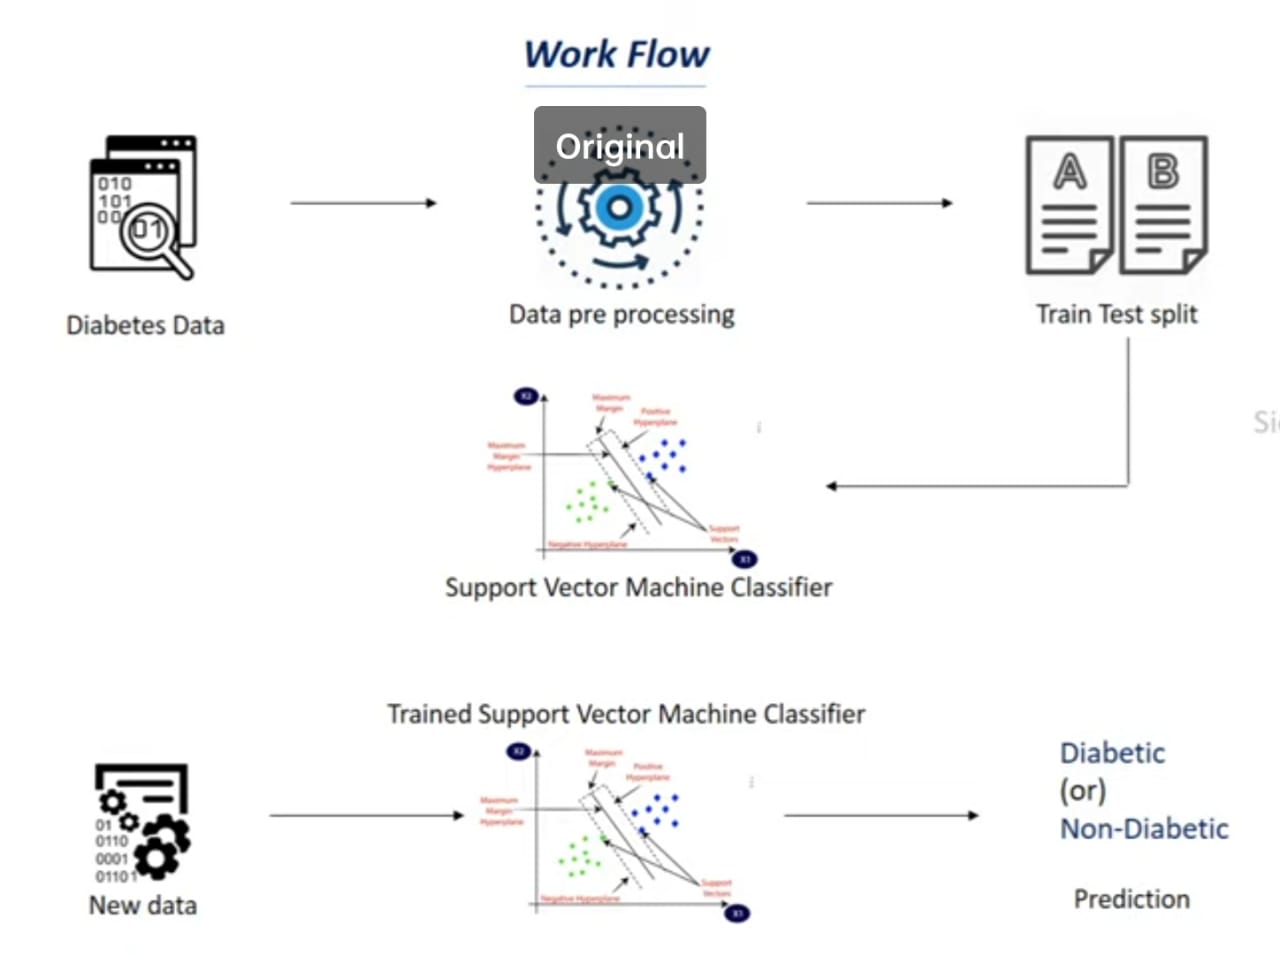 Work Flow
Original
010
101
00
01
A
B
Diabetes Data
Data pre processing
Train Test split
X2
Maximum
Margin
Positive
Hyperplane
Maximum
Margin
Hyperplane
Support
Vectors
Negative Hyperplane
X1
Support Vector Machine Classifier
Trained Support Vector Machine Classifier
X2
Maximum
Margin
Positive
Hyperplane
Maximum
Margin
Hyperplane
Support
Vectors
Negative Hyperplane
X1
01
0110
0001
01101
New data
Diabetic
(or)
Non-Diabetic
Prediction